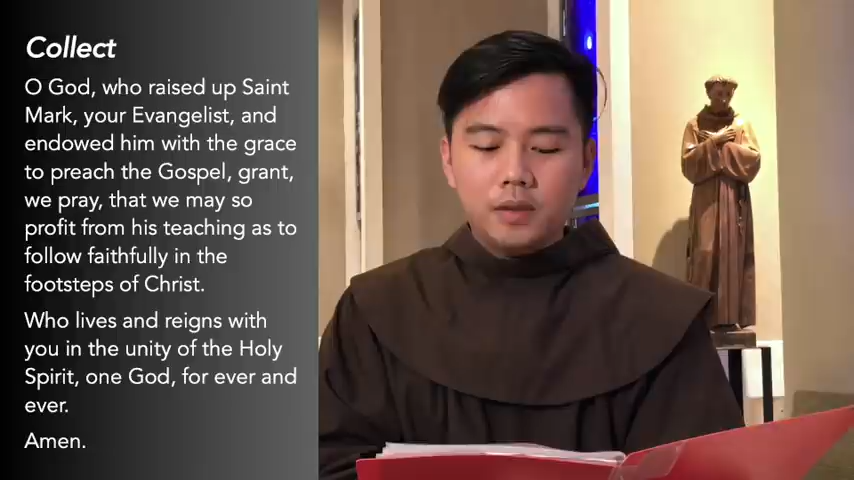 Collect
O God, who raised up Saint
Mark, your Evangelist, and
endowed him with the grace
to preach the Gospel, grant,
we pray, that we may so
profit from his teaching as to
follow faithfully in the
footsteps of Christ.
Who lives and reigns with
you in the unity of the Holy
Spirit, one God, for ever and
ever.
Amen.